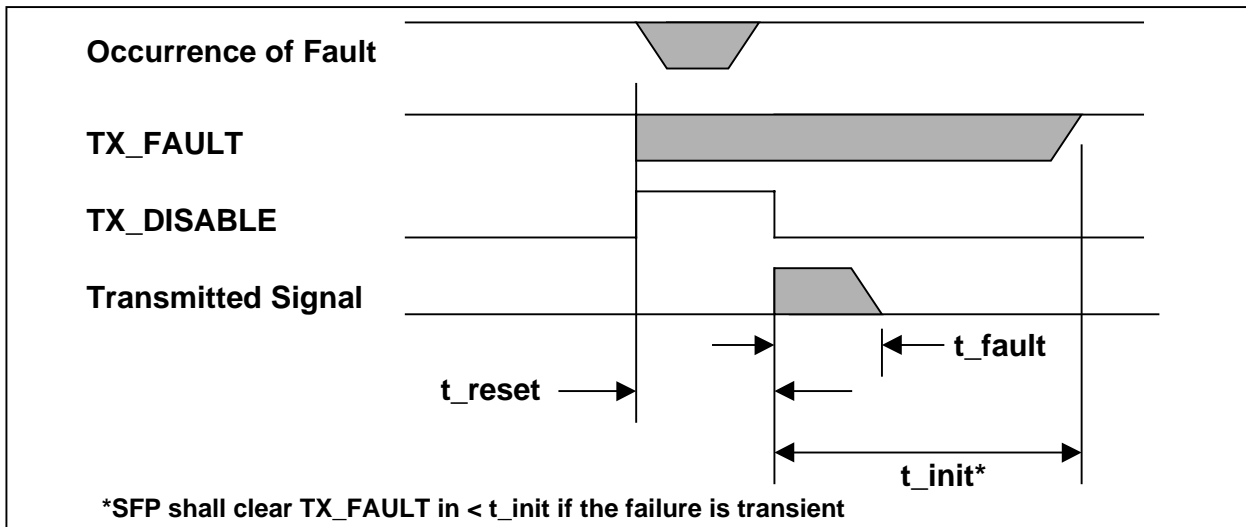 Occurrence of Fault
TX_FAULT
TX_DISABLE
Transmitted Signal
t_fault
t_reset
t_init*
*SFP shall clear TX_FAULT in < t_init if the failure is transient